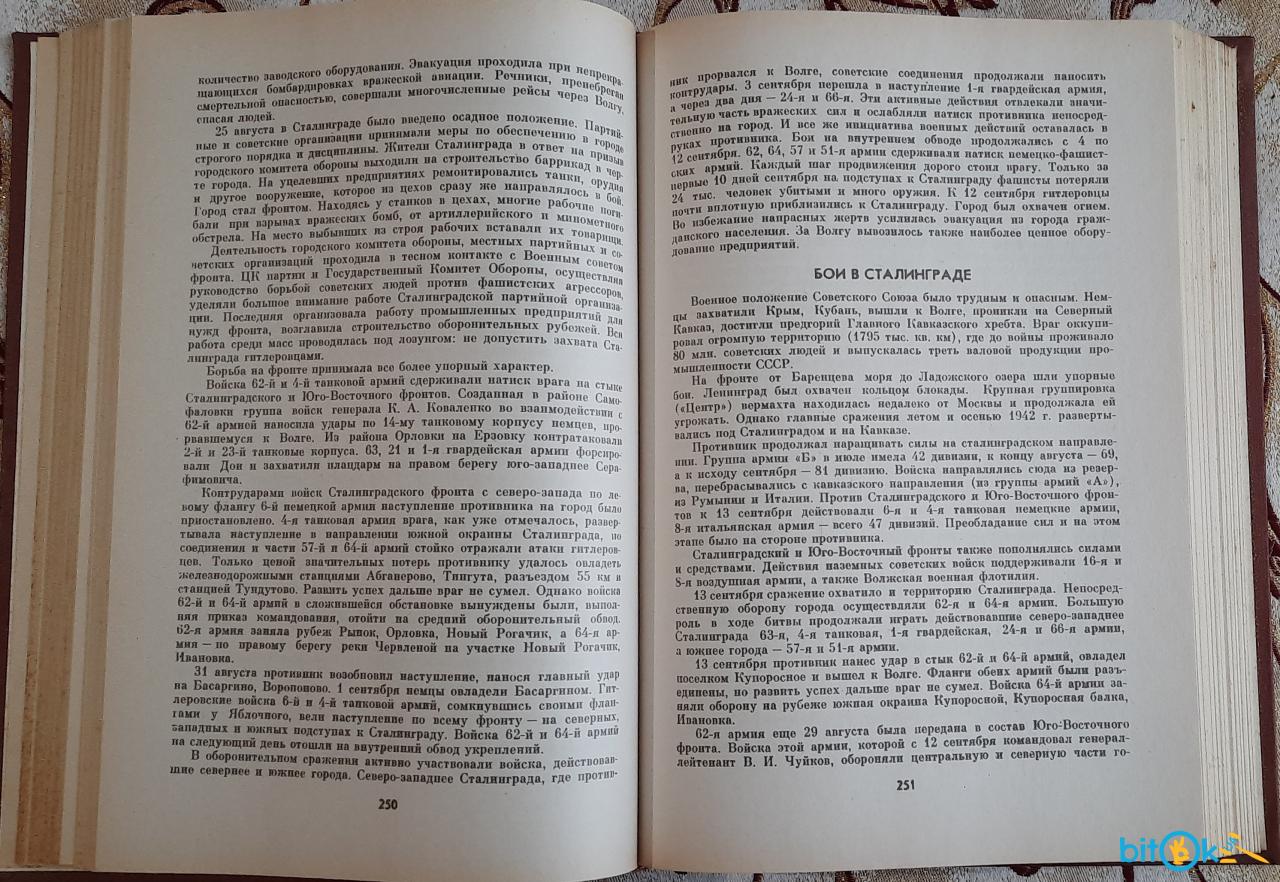 количество заводского оборудования. Эвакуация проходила при непрекра-
щающихся бомбардировках вражеской авиации. Речники, пренебрегая
смертельной опасностью, совершали многочисленные рейсы через Волгу,
спасая людей.
25 августа в Сталинграде было введено осадное положение. Партий-
ные и советские организации принимали меры по обеспечению в городе
строгого порядка и дисциплины. Жители Сталинграда в ответ на призыв
городского комитета обороны выходили на строительство баррикад в чер-
те города. На уцелевших предприятиях ремонтировались танки, орудия
и другое вооружение, которое из цехов сразу же направлялось в бой.
Город стал фронтом. Находясь у станков в цехах, многие рабочие поги-
бали при взрывах вражеских бомб, от артиллерийского и минометного
обстрела. На место выбывших из строя рабочих вставали их товарищи.
Деятельность городского комитета обороны, местных партийных и со-
ветских организаций проходила в тесном контакте с Военным советом
фронта. ЦК партии и Государственный Комитет Обороны, осуществляя
руководство борьбой советских людей против фашистских агрессоров,
уделяли большое внимание работе Сталинградской партийной организа-
ции. Последняя организовала работу промышленных предприятий для
нужд фронта, возглавила строительство оборонительных рубежей. Вся
работа среди масс проводилась под лозунгом: не допустить захвата Ста-
линграда гитлеровцами.
Борьба на фронте принимала все более упорный характер.
Войска 62-й и 4-й танковой армий сдерживали натиск врага на стыке
Сталинградского и Юго-Восточного фронтов. Созданная в районе Само-
фаловки группа войск генерала К. А. Коваленко во взаимодействии с
62-й армией наносила удары по 14-му танковому корпусу немцев, про-
рвавшемуся к Волге. Из района Орловки на Ерзовку контратаковали
2-й и 23-й танковые корпуса. 63, 21 и 1-я гвардейская армии форсиро-
вали Дон и захватили плацдарм на правом берегу юго-западнее Сера-
фимовича.
Контрударами войск Сталинградского фронта с северо-запада по ле-
вому флангу 6-й немецкой армии наступление противника на город было
приостановлено. 4-я танковая армия врага, как уже отмечалось, развер-
тывала наступление в направлении южной окраины Сталинграда, но
соединения и части 57-й и 64-й армий стойко отражали атаки гитлеров-
цев. Только ценой значительных потерь противнику удалось овладеть
железнодорожными станциями Абганерово, Тингута, разъездом 55 км и
станцией Тундутово. Развить успех дальше враг не сумел. Однако войска
62-й и 64-й армий в сложившейся обстановке вынуждены были, выпол-
няя приказ командования, отойти на средний оборонительный обвод.
62-я армия заняла рубеж Рынок, Орловка, Новый Рогачик, а 64-я ар-
мия — по правому берегу реки Червленой на участке Новый Рогачик,
Ивановка.
31 августа противник возобновил наступление, нанося главный удар
на Басаргино, Воропоново. 1 сентября немцы овладели Басаргином. Гит-
леровские войска 6-й и 4-й танковой армий, сомкнувшись своими флан-
гами у Яблочного, вели наступление по всему фронту — на северных,
западных и южных подступах к Сталинграду. Войска 62-й и 64-й армий
на следующий день отошли на внутренний обвод укреплений.
В оборонительном сражении активно участвовали войска, действовав-
шие севернее и южнее города. Северо-западнее Сталинграда, где против-
250
ник прорвался к Волге, советские соединения продолжали наносить
контрудары. 3 сентября перешла в наступление 1-я гвардейская армия,
а через два дня — 24-я и 66-я. Эти активные действия отвлекали значи-
тельную часть вражеских сил и ослабляли натиск противника непосред-
ственно на город. И все же инициатива военных действий оставалась в
руках противника. Бои на внутреннем обводе продолжались с 4 по
12 сентября. 62, 64, 57 и 51-я армии сдерживали натиск немецко-фашист-
ских армий. Каждый шаг продвижения дорого стоил врагу. Только за
первые 10 дней сентября на подступах к Сталинграду фашисты потеряли
24 тыс. человек убитыми и много оружия. К 12 сентября гитлеровцы
почти вплотную приблизились к Сталинграду. Город был охвачен огнем.
Во избежание напрасных жертв усилилась эвакуация из города граж-
данского населения. За Волгу вывозилось также наиболее ценное обору-
дование предприятий.
БОИ В СТАЛИНГРАДЕ
Военное положение Советского Союза было трудным и опасным. Нем-
цы захватили Крым, Кубань, вышли к Волге, проникли на Северный
Кавказ, достигли предгорий Главного Кавказского хребта. Враг оккупи-
ровал огромную территорию (1795 тыс. кв. км), где до войны проживало
80 млн. советских людей и выпускалась треть валовой продукции про-
мышленности СССР.
На фронте от Баренцева моря до Ладожского озера шли упорные
бои. Ленинград был охвачен кольцом блокады. Крупная группировка
(«Центр») вермахта находилась недалеко от Москвы и продолжала ей
угрожать. Однако главные сражения летом и осенью 1942 г. разверт 	ы-
вались под Сталинградом и на Кавказе.
Противник продолжал наращивать силы на сталинградском направле-
нии. Группа армии «Б» в июле имела 42 дивизии, к концу августа — 69,
а к исходу сентября — 81 дивизию. Войска направлялись сюда из резер-
ва, перебрасывались с кавказского направления (из группы армий «А»),
из Румынии и Италии. Против Сталинградского и Юго-Восточного фрон-
тов к 13 сентября действовали 6-я и 4-я танковая немецкие армии,
8-я итальянская армия — всего 47 дивизий. Преобладание сил и на этом
этапе было на стороне противника.
Сталинградский и Юго-Восточный фронты также пополнялись силами
и средствами. Действия наземных советских войск поддерживали 16-я и
8-я воздушная армии, а также Волжская военная флотилия.
13 сентября сражение охватило и территорию Сталинграда. Непосред-
ственную оборону города осуществляли 62-я и 64-я армии. Большую
роль в ходе битвы продолжали играть действовавшие северо-западнее
Сталинграда 63-я, 4-я танковая, 1-я гвардейская, 24-я и 66-я армии,
а южнее города — 57-я и 51-я армии.
13 сентября противник нанес удар в стык 62-й и 64-й армий, овладел
поселком Купоросное и вышел к Волге. Фланги обеих армий были разъ-
единены, но развить успех дальше враг не сумел. Войска 64-й армии за-
няли оборону на рубеже южная окраина Купоросной, Купоросная балка,
Ивановка.
62-я армия еще 29 августа была передана в состав Юго-Восточного
фронта. Войска этой армии, которой с 12 сентября командовал генерал-
лейтенант В. И. Чуйков, обороняли центральную и северную части го-
251
bitok